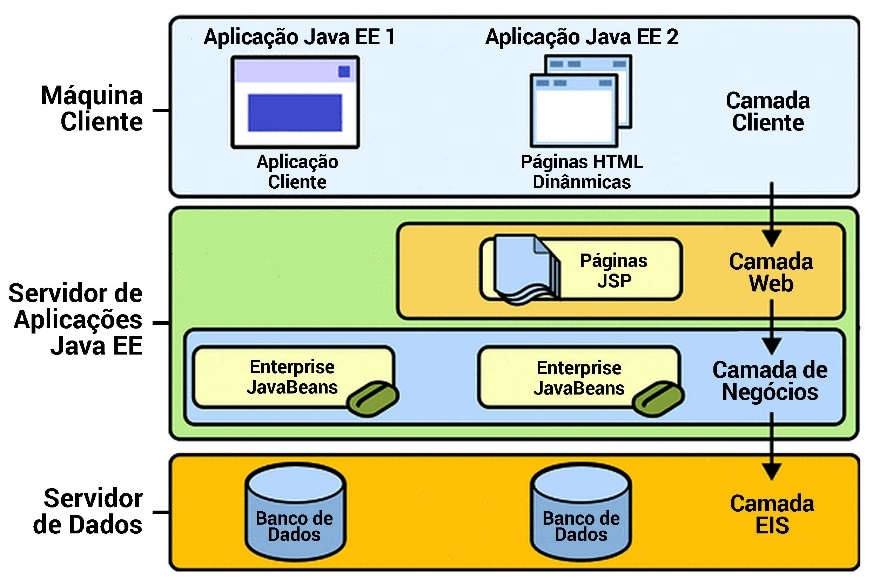 Aplicação Java EE 1
Aplicação Java EE 2
Máquina
Cliente
Aplicação
Cliente
Páginas HTML
Dinânmicas
Camada
Cliente
Servidor de
Aplicações
Java EE
Páginas
JSP
Camada
Web
Enterprise
JavaBeans
Enterprise
JavaBeans
Camada de
Negócios
Servidor
de Dados
Banco de
Dados
Banco de
Dados
Camada
EIS